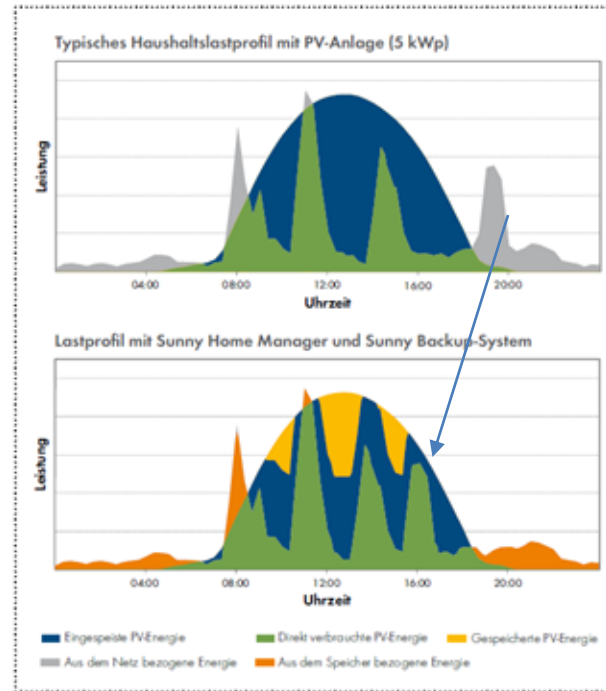 Typisches Haushaltslastprofil mit PV-Anlage (5 kWp)
Leistung
04:00 08:00 12:00 16:00 20:00
Uhrzeit
Lastprofil mit Sunny Home Manager und Sunny Backup-System
Leistung
04:00 08:00 12:00 16:00 20:00
Uhrzeit
Eingespeiste PV-Energie Direkt verbrauchte PV-Energie Gespeicherte PV-Energie
Aus dem Netz bezogene Energie Aus dem Speicher bezogene Energie